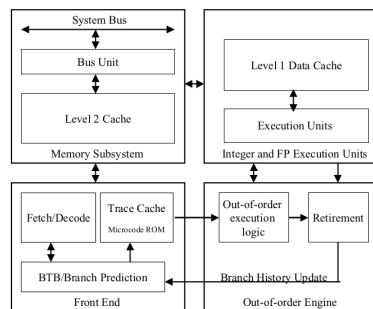 System Bus
Bus Unit
Level 2 Cache
Memory Subsystem
Level 1 Data Cache
Execution Units
Integer and FP Execution Units
Fetch/Decode
Trace Cache
Microcode ROM
BTB/Branch Prediction
Front End
Out-of-order
execution
logic
Retirement
Branch History Update
Out-of-order Engine